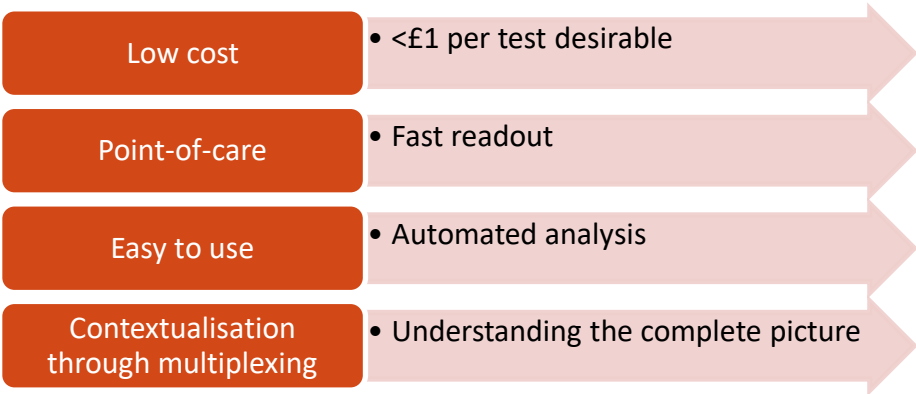 Low cost
• <£1 per test desirable
Point-of-care
• Fast readout
Easy to use
• Automated analysis
Contextualisation
through multiplexing
• Understanding the complete picture